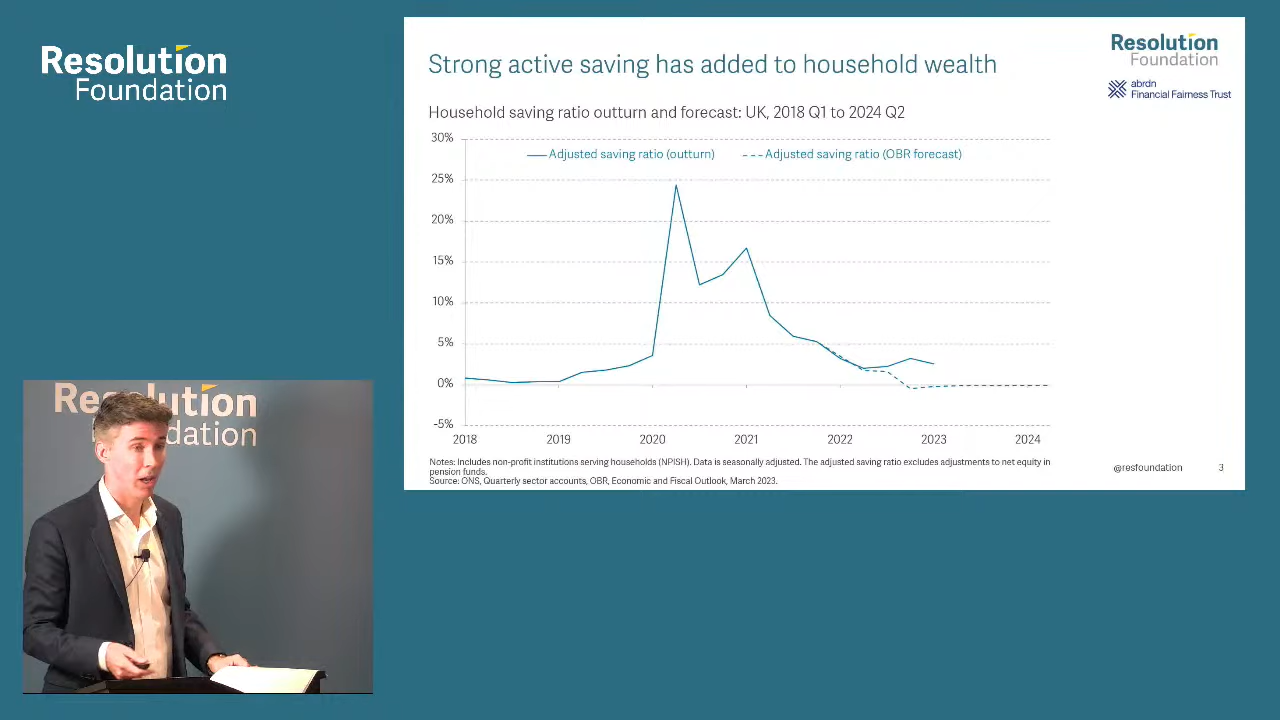 Resolution
Foundation
Strong active saving has added to household wealth
Resolution
Foundation
abrdn
Financial Fairness Trust
Household saving ratio outturn and forecast: UK, 2018 Q1 to 2024 Q2
30%
Adjusted saving ratio (outturn)
Adjusted saving ratio (OBR forecast)
25%
20%
15%
10%
5%
0%
-5%
2018
2019
2020
2021
2022
2023
2024
Notes: Includes non-profit institutions serving households (NPISH). Data is seasonally adjusted. The adjusted saving ratio excludes adjustments to net equity in
pension funds.
Source: ONS, Quarterly sector accounts, OBR, Economic and Fiscal Outlook, March 2023.
@resfoundation
3
Resolution
Foundation